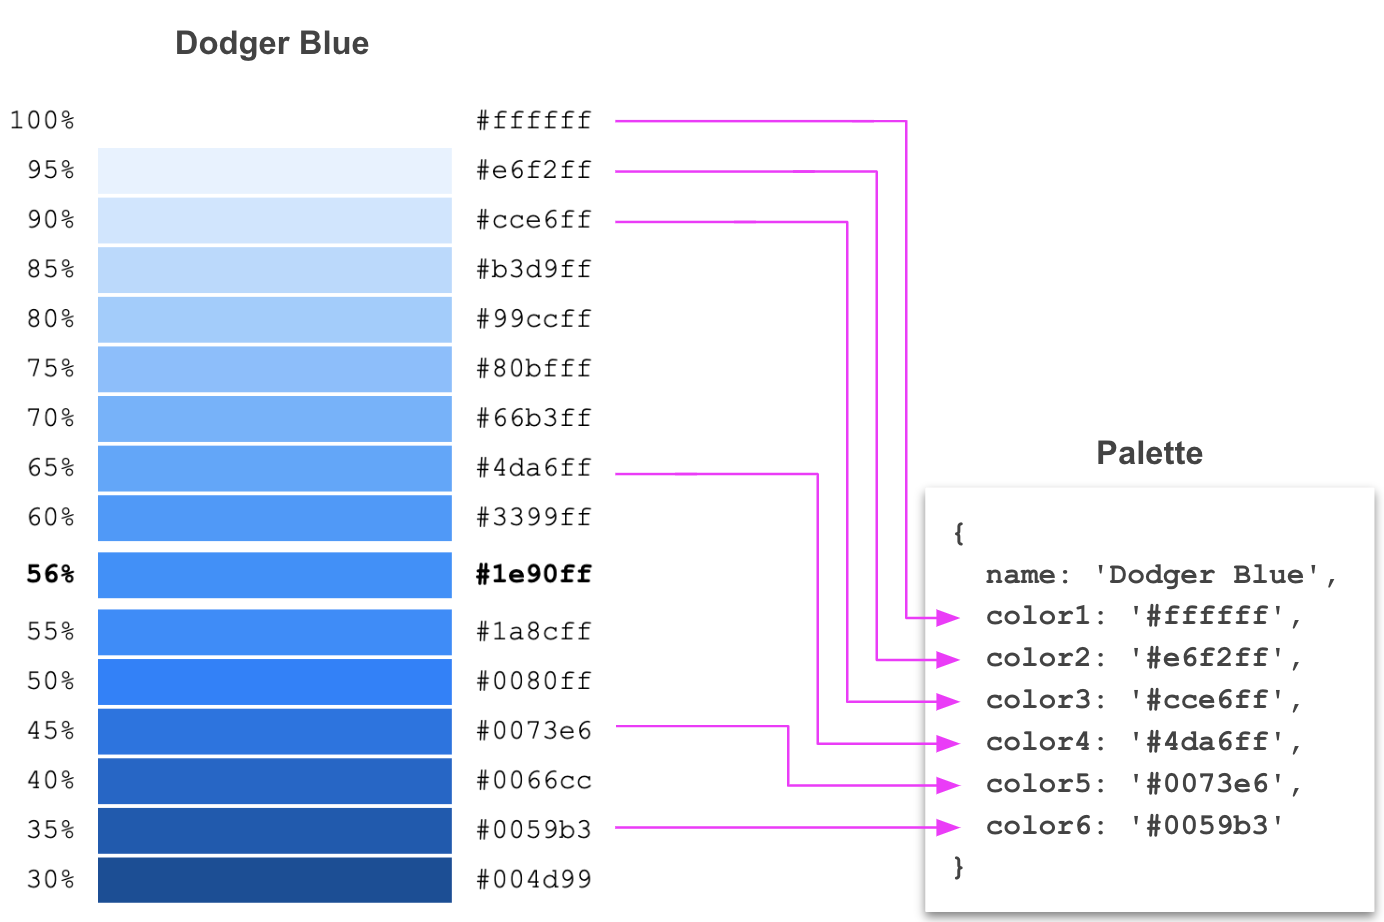 Dodger Blue
100% #ffffff
95% #e6f2ff
90% #cce6ff
85% #b3d9ff
80% #99ccff
75% #80bfff
70% #66b3ff
65% #4da6ff
60% #3399ff
56% #1e90ff
55% #1a8cff
50% #0080ff
45% #0073e6
40% #0066cc
35% #0059b3
30% #004d99
Palette
{
name: 'Dodger Blue',
color1: '#ffffff',
color2: '#e6f2ff',
color3: '#cce6ff',
color4: '#4da6ff',
color5: '#0073e6',
color6: '#0059b3'
}